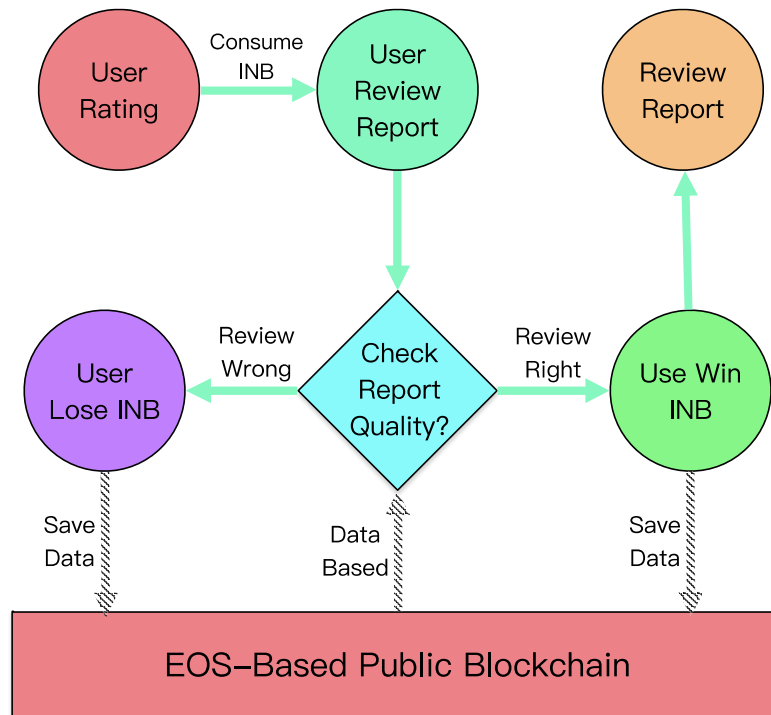 User
Rating
Consume
INB
User
Review
Report
Review
Report
User
Lose INB
Review
Wrong
Check
Report
Quality?
Review
Right
Use Win
INB
Save
Data
Data
Based
Save
Data
EOS-Based Public Blockchain